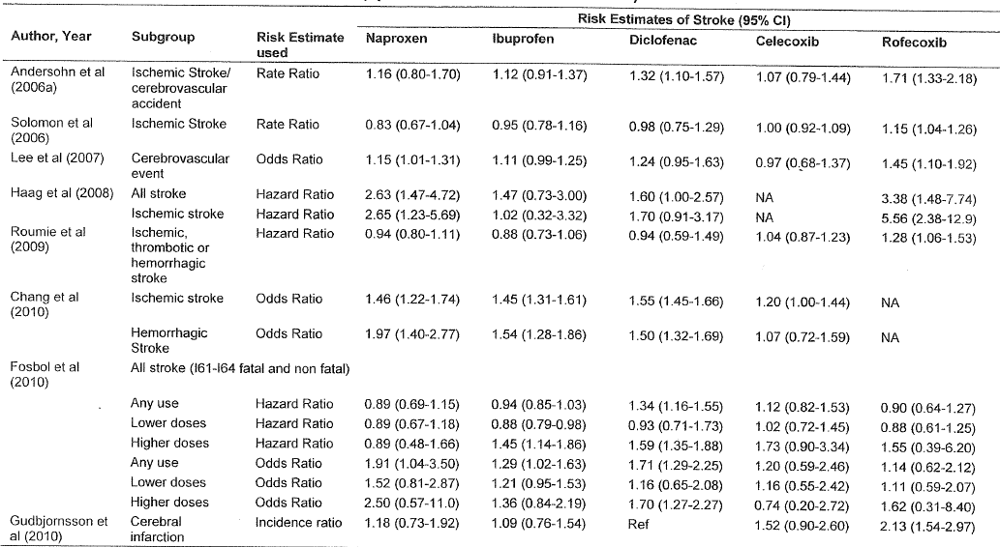 Risk Estimates of Stroke (95% CI)
Author, Year Subgroup Risk Estimate used Naproxen Ibuprofen Diclofenac Celecoxib Rofecoxib
Andersohn et al (2006a) Ischemic Stroke/ cerebrovascular accident Rate Ratio 1.16 (0.80-1.70) 1.12 (0.91-1.37) 1.32 (1.10-1.57) 1.07 (0.79-1.44) 1.71 (1.33-2.18)
Solomon et al (2006) Ischemic Stroke Rate Ratio 0.83 (0.67-1.04) 0.95 (0.78-1.16) 0.98 (0.75-1.29) 1.00 (0.92-1.09) 1.15 (1.04-1.26)
Lee et al (2007) Cerebrovascular event Odds Ratio 1.15 (1.01-1.31) 1.11 (0.99-1.25) 1.24 (0.95-1.63) 0.97 (0.68-1.37) 1.45 (1.10-1.92)
Haag et al (2008) All stroke Hazard Ratio 2.63 (1.47-4.72) 1.47 (0.73-3.00) 1.60 (1.00-2.57) NA 3.38 (1.48-7.74)
Ischemic stroke Hazard Ratio 2.65 (1.23-5.69) 1.02 (0.32-3.32) 1.70 (0.91-3.17) NA 5.56 (2.38-12.9)
Roumie et al (2009) Ischemic, thrombotic or hemorrhagic stroke Hazard Ratio 0.94 (0.80-1.11) 0.88 (0.73-1.06) 0.94 (0.59-1.49) 1.04 (0.87-1.23) 1.28 (1.06-1.53)
Chang et al (2010) Ischemic stroke Odds Ratio 1.46 (1.22-1.74) 1.45 (1.31-1.61) 1.55 (1.45-1.66) 1.20 (1.00-1.44) NA
Hemorrhagic Stroke Odds Ratio 1.97 (1.40-2.77) 1.54 (1.28-1.86) 1.50 (1.32-1.69) 1.07 (0.72-1.59) NA
Fosbol et al (2010) All stroke (I61-I64 fatal and non fatal)
Any use Hazard Ratio 0.89 (0.69-1.15) 0.94 (0.85-1.03) 1.34 (1.16-1.55) 1.12 (0.82-1.53) 0.90 (0.64-1.27)
Lower doses Hazard Ratio 0.89 (0.67-1.18) 0.88 (0.79-0.98) 0.93 (0.71-1.73) 1.02 (0.72-1.45) 0.88 (0.61-1.25)
Higher doses Hazard Ratio 0.89 (0.48-1.66) 1.45 (1.14-1.86) 1.59 (1.35-1.88) 1.73 (0.90-3.34) 1.55 (0.39-6.20)
Any use Odds Ratio 1.91 (1.04-3.50) 1.29 (1.02-1.63) 1.71 (1.29-2.25) 1.20 (0.59-2.46) 1.14 (0.62-2.12)
Lower doses Odds Ratio 1.52 (0.81-2.87) 1.21 (0.95-1.53) 1.16 (0.65-2.08) 1.16 (0.55-2.42) 1.11 (0.59-2.07)
Higher doses Odds Ratio 2.50 (0.57-11.0) 1.36 (0.84-2.19) 1.70 (1.27-2.27) 0.74 (0.20-2.72) 1.62 (0.31-8.40)
Gudbjornsson et al (2010) Cerebral infarction Incidence ratio 1.18 (0.73-1.92) 1.09 (0.76-1.54) Ref 1.52 (0.90-2.60) 2.13 (1.54-2.97)